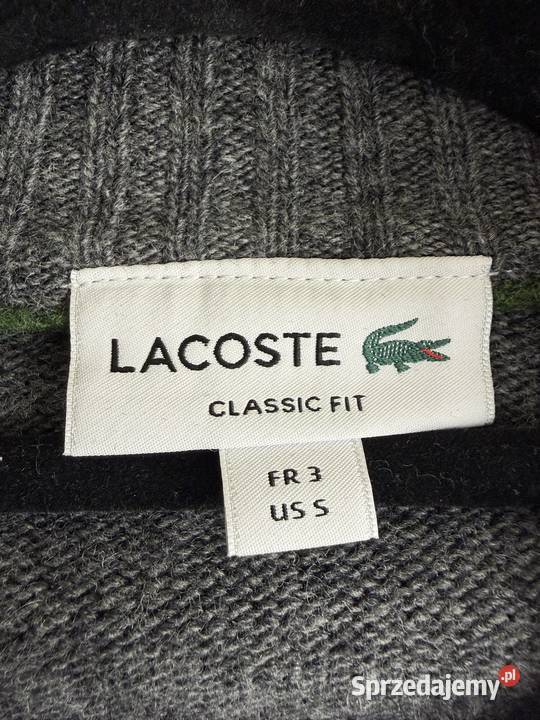 LACOSTE
CLASSIC FIT
FR 3
US S
Sprzedajemy.pl